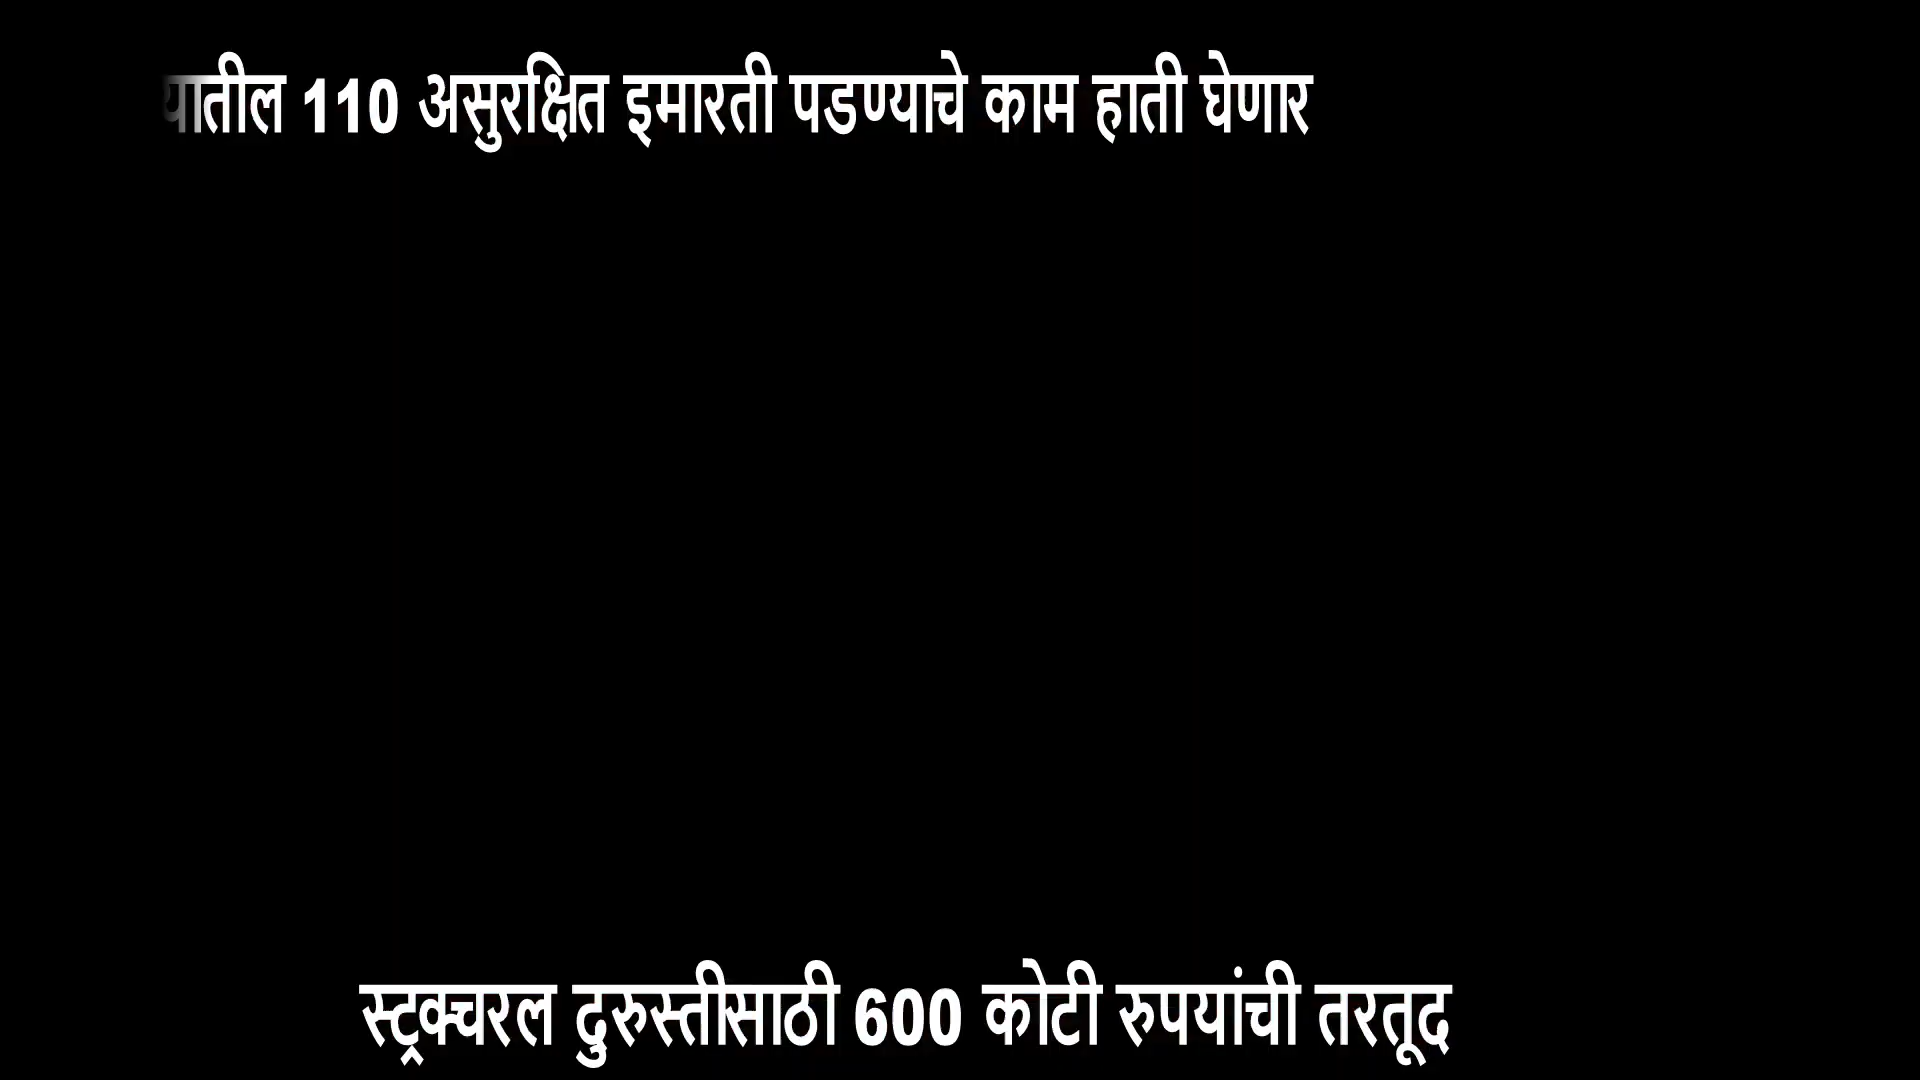 यातील 110 असुरक्षित इमारती पडण्याचे काम हाती घेणार
स्ट्रक्चरल दुरुस्तीसाठी 600 कोटी रुपयांची तरतूद